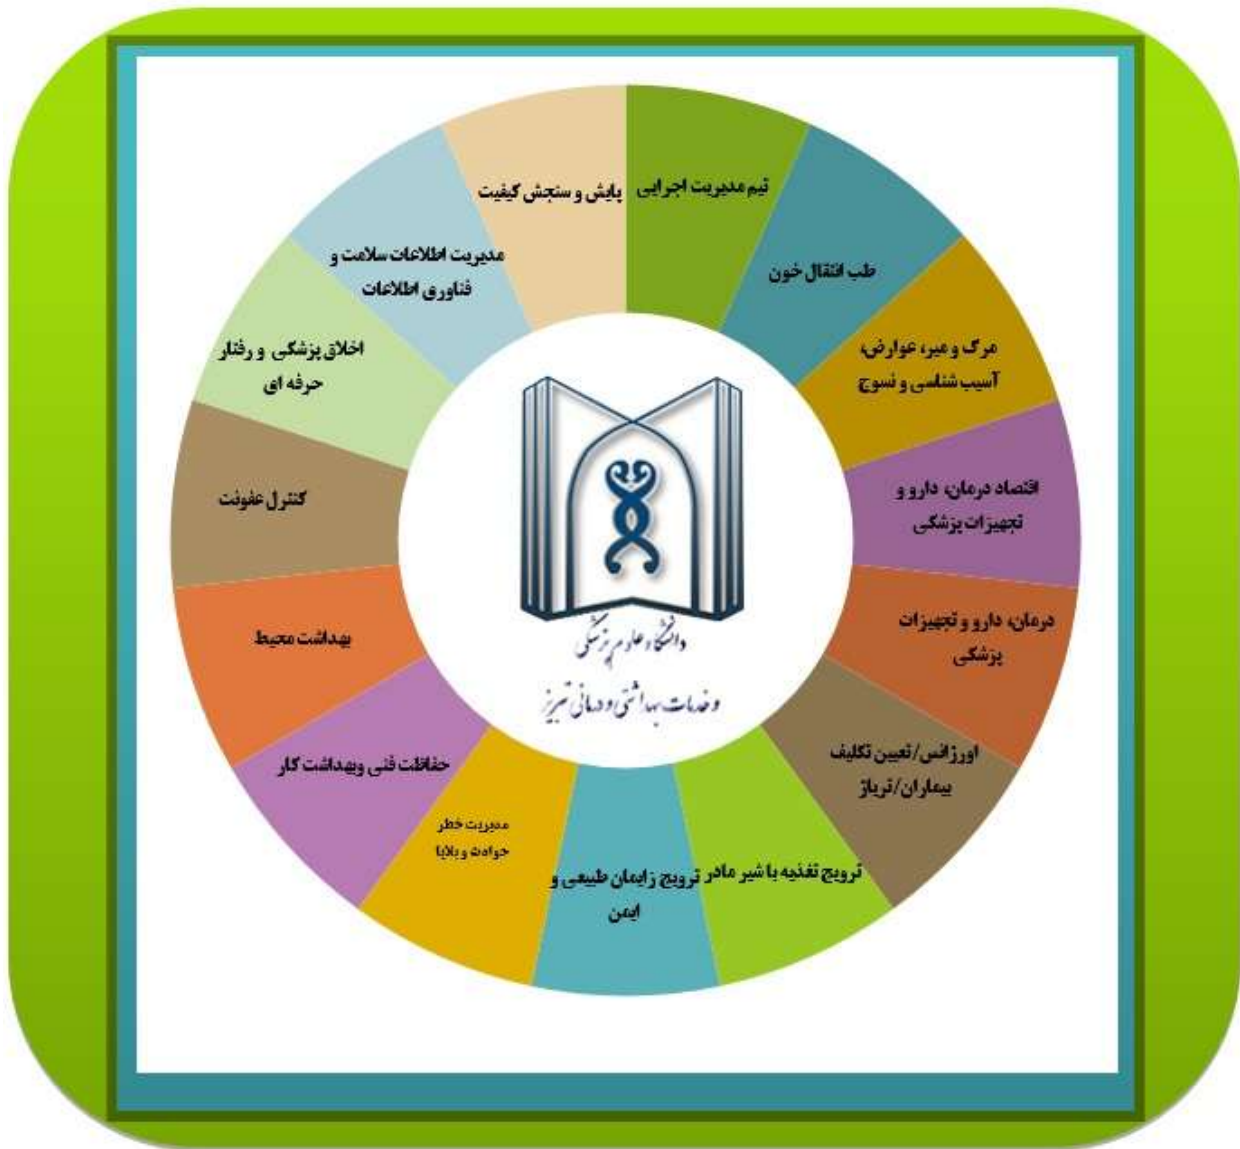 تیم مدیریت اجرایی
طب انتقال خون
مرگ و میر، عوارض،
آسیب شناسی و نسوج
اقتصاد درمان، دارو و
تجهیزات پزشکی
درمان، دارو و تجهیزات
پزشکی
اورژانس/تعیین تکلیف
بیماران/تریاژ
ترویج تغذیه با شیر مادر
ترویج زایمان طبیعی و
ایمن
مدیریت خطر
حوادث و بلایا
حفاظت فنی وبهداشت کار
بهداشت محیط
کنترل عفونت
اخلاق پزشکی و رفتار
حرفه ای
مدیریت اطلاعات سلامت و
فناوری اطلاعات
پایش و سنجش کیفیت
دانشگاه علوم پزشکی
و خدمات بهداشتی و درمانی تبریز